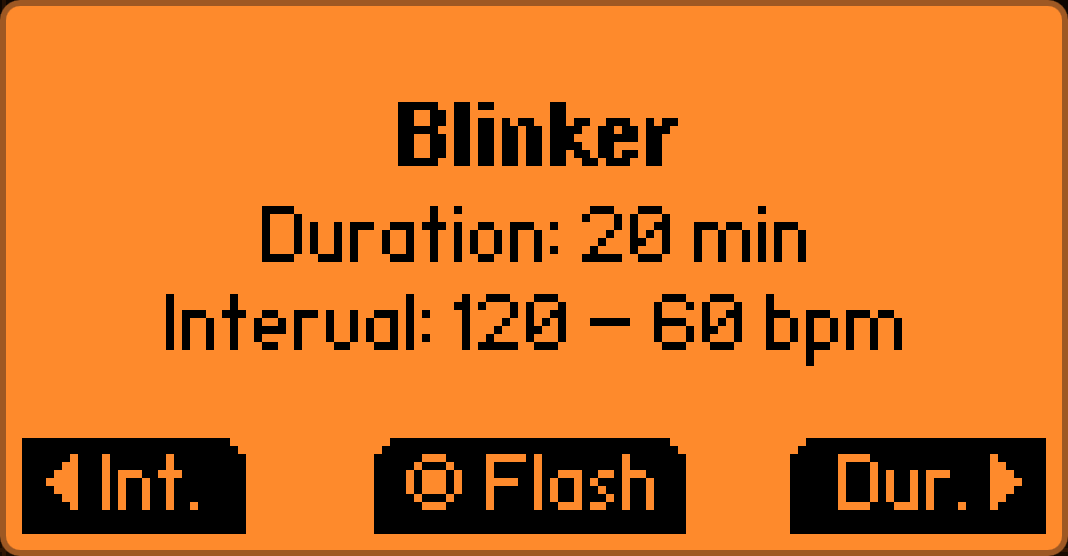 Blinker
Duration: 20 min
Interval: 120 – 60 bpm
Int. Flash Dur.